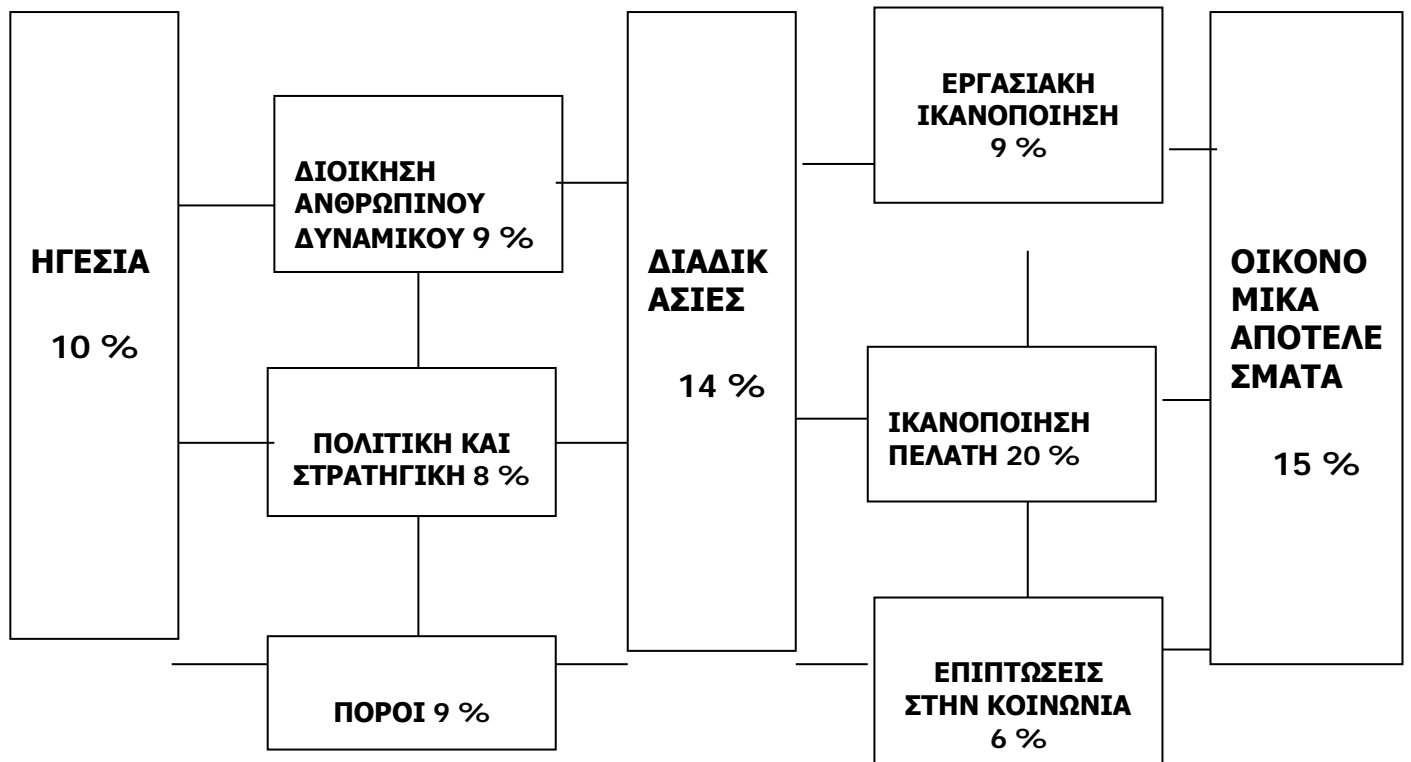 ΗΓΕΣΙΑ
10 %
ΔΙΟΙΚΗΣΗ
ΑΝΘΡΩΠΙΝΟΥ
ΔΥΝΑΜΙΚΟΥ 9 %
ΠΟΛΙΤΙΚΗ ΚΑΙ
ΣΤΡΑΤΗΓΙΚΗ 8 %
ΠΟΡΟΙ 9 %
ΔΙΑΔΙΚ
ΑΣΙΕΣ
14 %
ΕΡΓΑΣΙΑΚΗ
ΙΚΑΝΟΠΟΙΗΣΗ
9 %
ΙΚΑΝΟΠΟΙΗΣΗ
ΠΕΛΑΤΗ 20 %
ΕΠΙΠΤΩΣΕΙΣ
ΣΤΗΝ ΚΟΙΝΩΝΙΑ
6 %
ΟΙΚΟΝΟ
ΜΙΚΑ
ΑΠΟΤΕΛΕ
ΣΜΑΤΑ
15 %